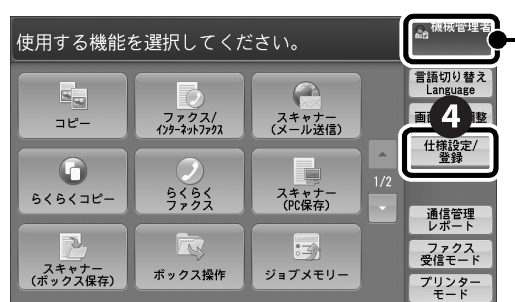 使用する機能を選択してください。
機械管理者
コピー
ファクス/
インターネットファクス
スキャナー
(メール送信)
らくらくコピー
らくらく
ファクス
スキャナー
(PC保存)
スキャナー
(ボックス保存)
ボックス操作
ジョブメモリー
1/2
言語切り替え
Language
画面 調整
4
仕様設定/
登録
通信管理
レポート
ファクス
受信モード
プリンター
モード